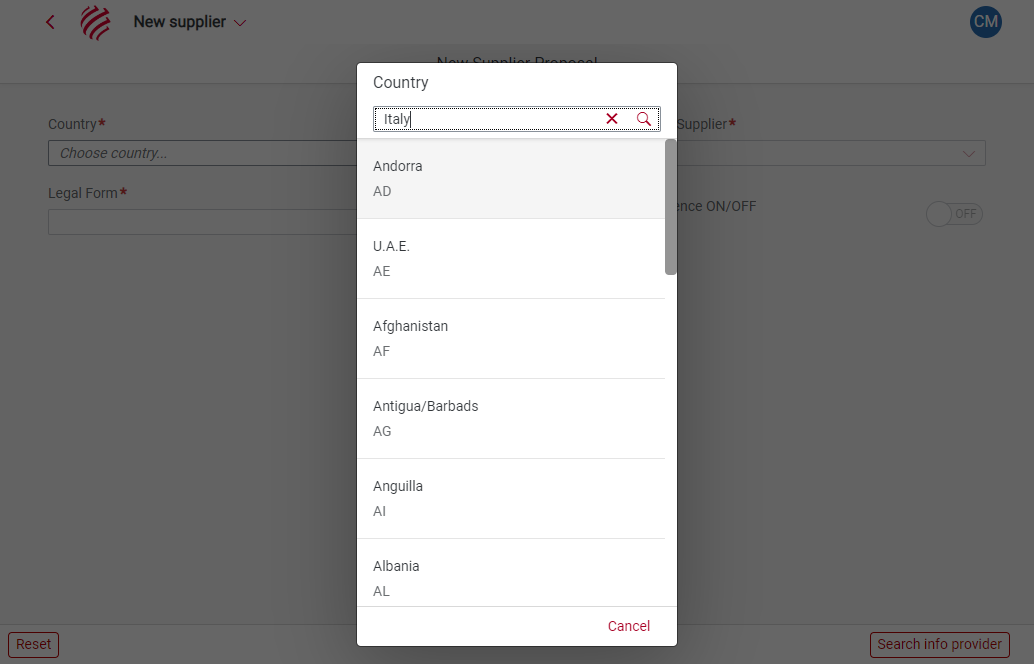 New supplier
CM
New Supplier Proposal
Country
Italy
Country*
Supplier*
Choose country...
Andorra
AD
Legal Form*
ence ON/OFF
OFF
U.A.E.
AE
Afghanistan
AF
Antigua/Barbads
AG
Anguilla
AI
Albania
AL
Cancel
Reset
Search info provider